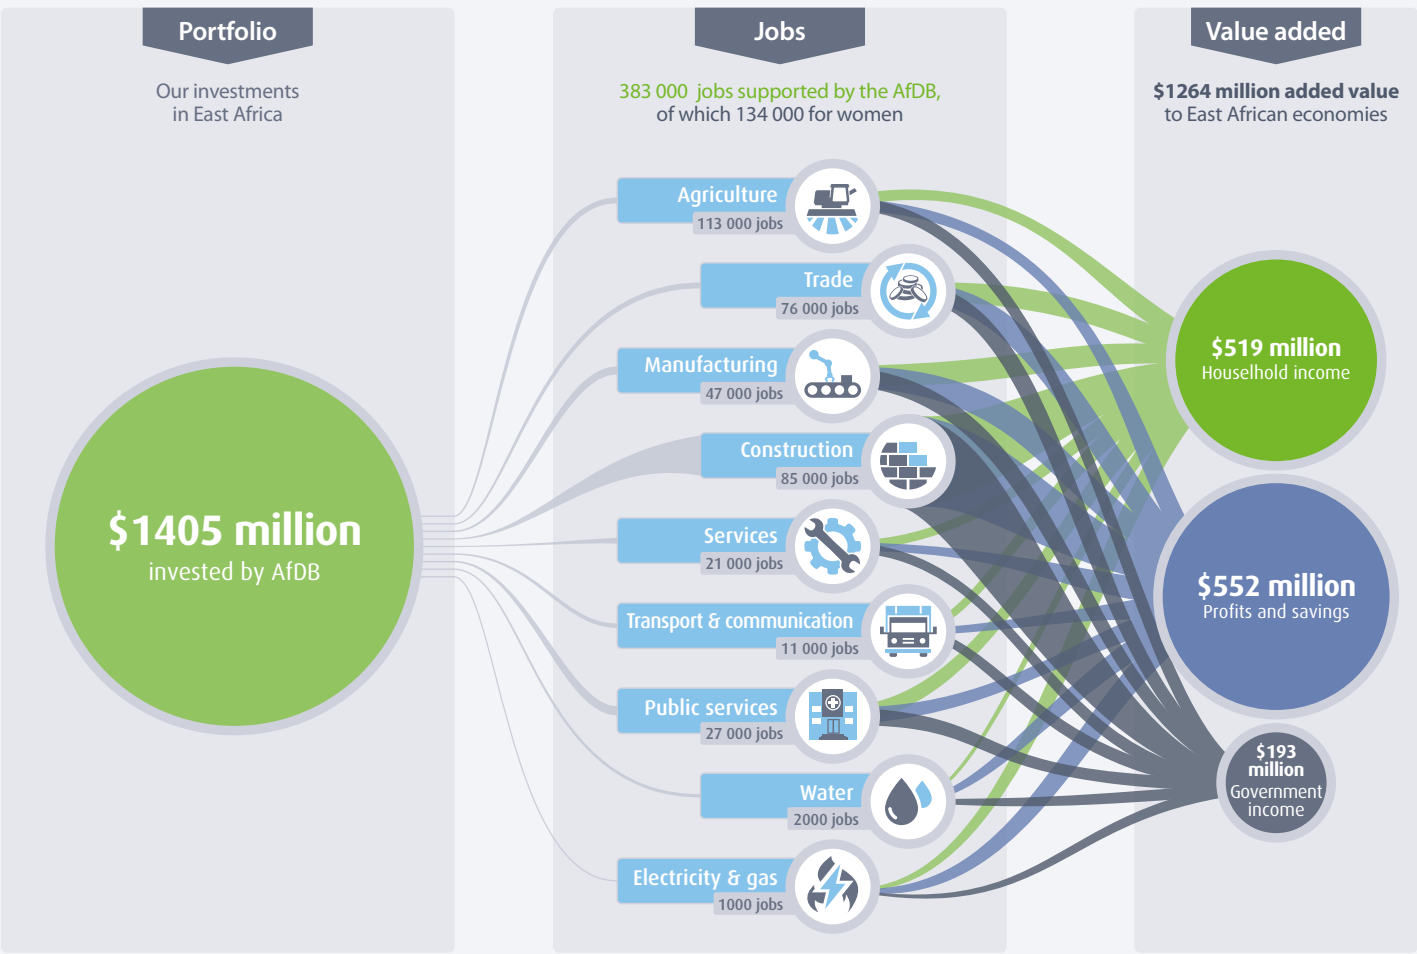 Portfolio
Our investments
in East Africa
$1405 million
invested by AfDB
Jobs
383 000 jobs supported by the AfDB,
of which 134 000 for women
Agriculture
113 000 jobs
Trade
76 000 jobs
Manufacturing
47 000 jobs
Construction
85 000 jobs
Services
21 000 jobs
Transport & communication
11 000 jobs
Public services
27 000 jobs
Water
2000 jobs
Electricity & gas
1000 jobs
Value added
$1264 million added value
to East African economies
$519 million
Houselhold income
$552 million
Profits and savings
$193
million
Government
income